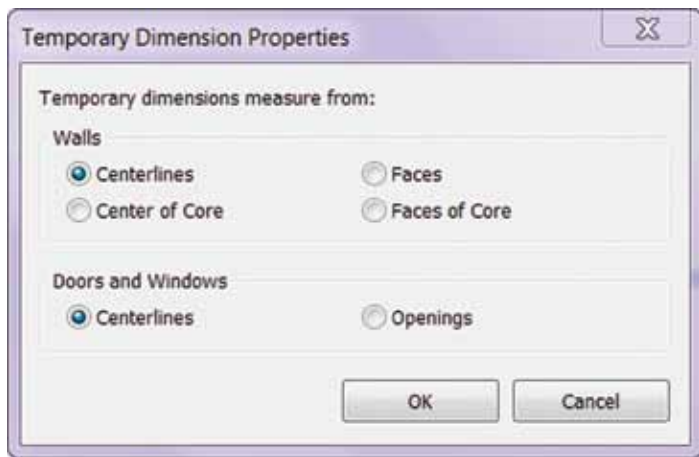 Temporary Dimension Properties
Temporary dimensions measure from:
Walls
Centerlines Faces
Center of Core Faces of Core
Doors and Windows
Centerlines Openings
OK Cancel